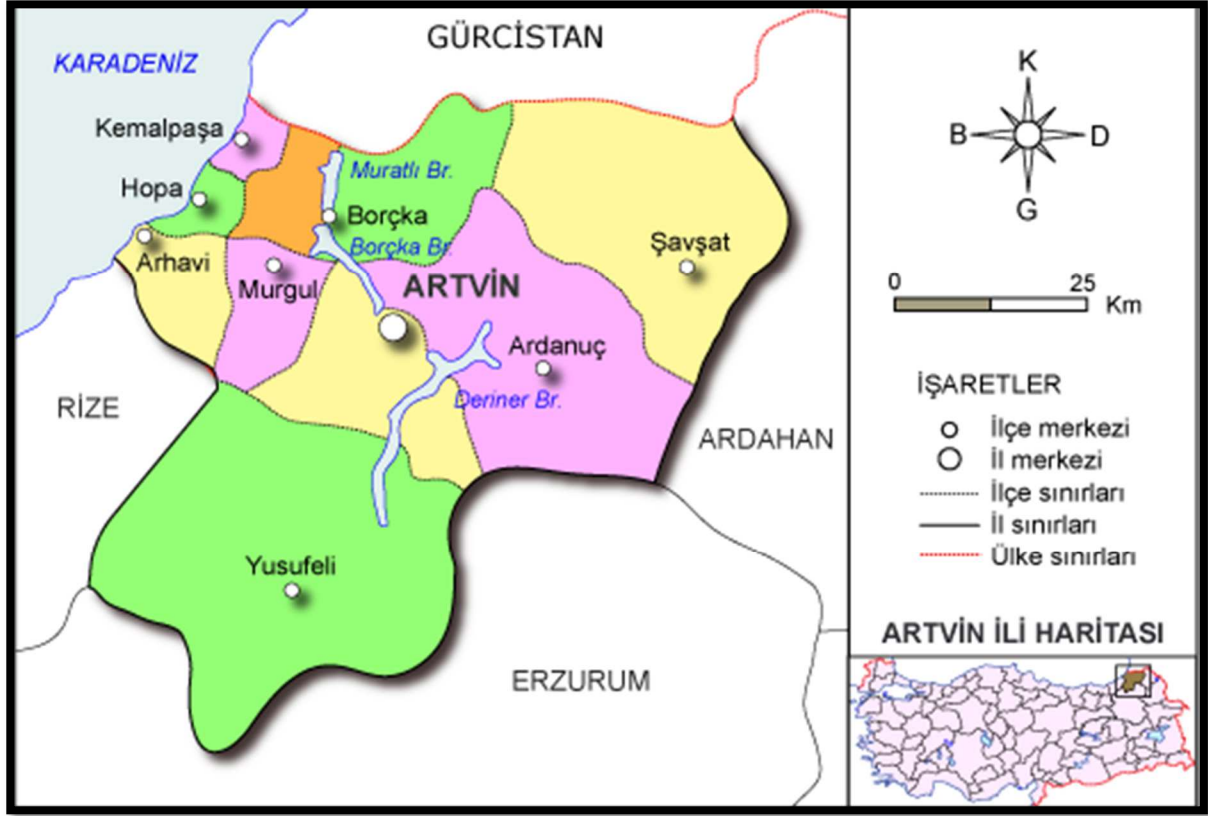 GÜRCİSTAN
KARADENİZ
Kemalpaşa
Muratlı Br.
Hopa
Borçka
Borçka Br.
Arhavi
Şavşat
Murgul
ARTVİN
Ardanuç
Deriner Br.
RİZE
ARDAHAN
Yusufeli
ERZURUM
K
B
D
G
0 25
Km
İŞARETLER
İlçe merkezi
İl merkezi
İlçe sınırları
İl sınırları
Ülke sınırları
ARTVİN İLİ HARİTASI